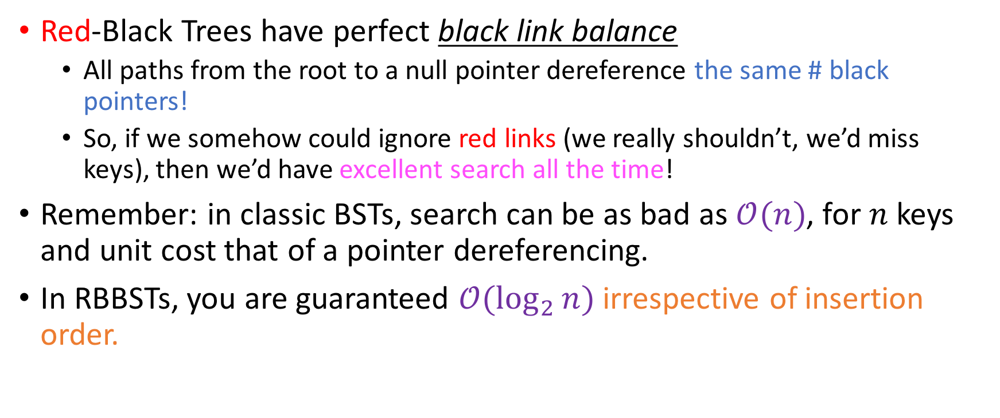 • Red-Black Trees have perfect black link balance
• All paths from the root to a null pointer dereference the same # black
pointers!
• So, if we somehow could ignore red links (we really shouldn’t, we’d miss
keys), then we’d have excellent search all the time!
• Remember: in classic BSTs, search can be as bad as 𝒪(𝑛), for 𝑛 keys
and unit cost that of a pointer dereferencing.
• In RBBSTs, you are guaranteed 𝒪(log₂ 𝑛) irrespective of insertion
order.